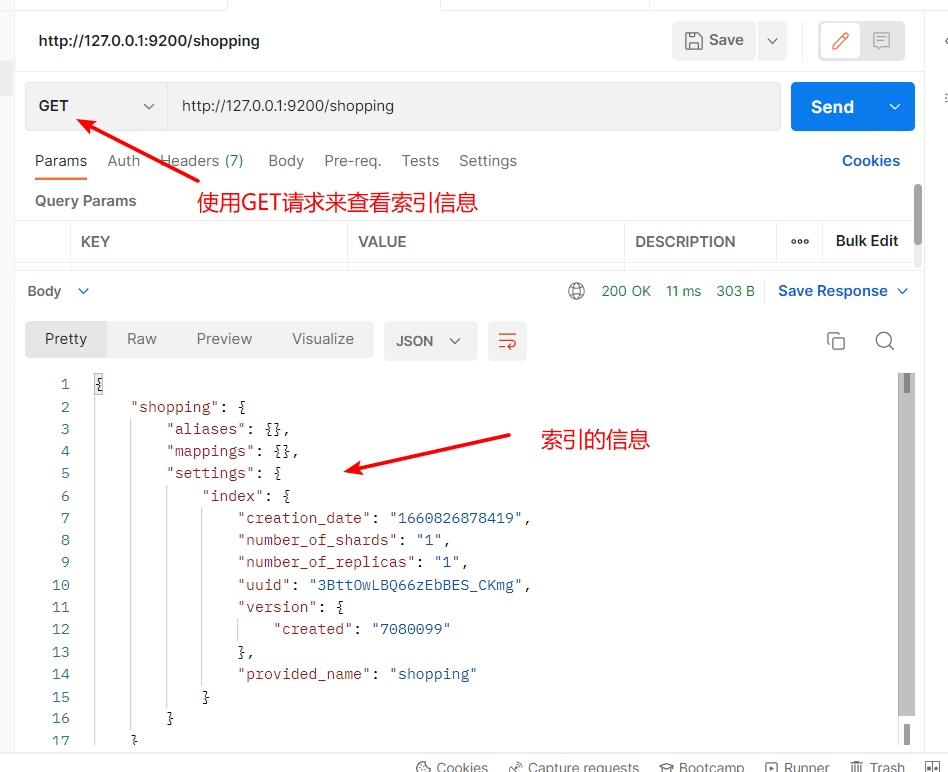 http://127.0.0.1:9200/shopping
Save
GET
http://127.0.0.1:9200/shopping
Send
Params Auth Headers (7) Body Pre-req. Tests Settings Cookies
使用GET请求来查看索引信息
Query Params
KEY VALUE DESCRIPTION ••• Bulk Edit
Body 200 OK 11 ms 303 B Save Response
Pretty Raw Preview Visualize JSON
1 {
2 "shopping": {
3 "aliases": {},
索引的信息
4 "mappings": {},
5 "settings": {
6 "index": {
7 "creation_date": "1660826878419",
8 "number_of_shards": "1",
9 "number_of_replicas": "1",
10 "uuid": "3BttOwLBQ66zEbBES_CKmg",
11 "version": {
12 "created": "7080099"
13 },
14 "provided_name": "shopping"
15 }
16 }
17 }
Cookies Capture requests Bootcamp Runner Trash